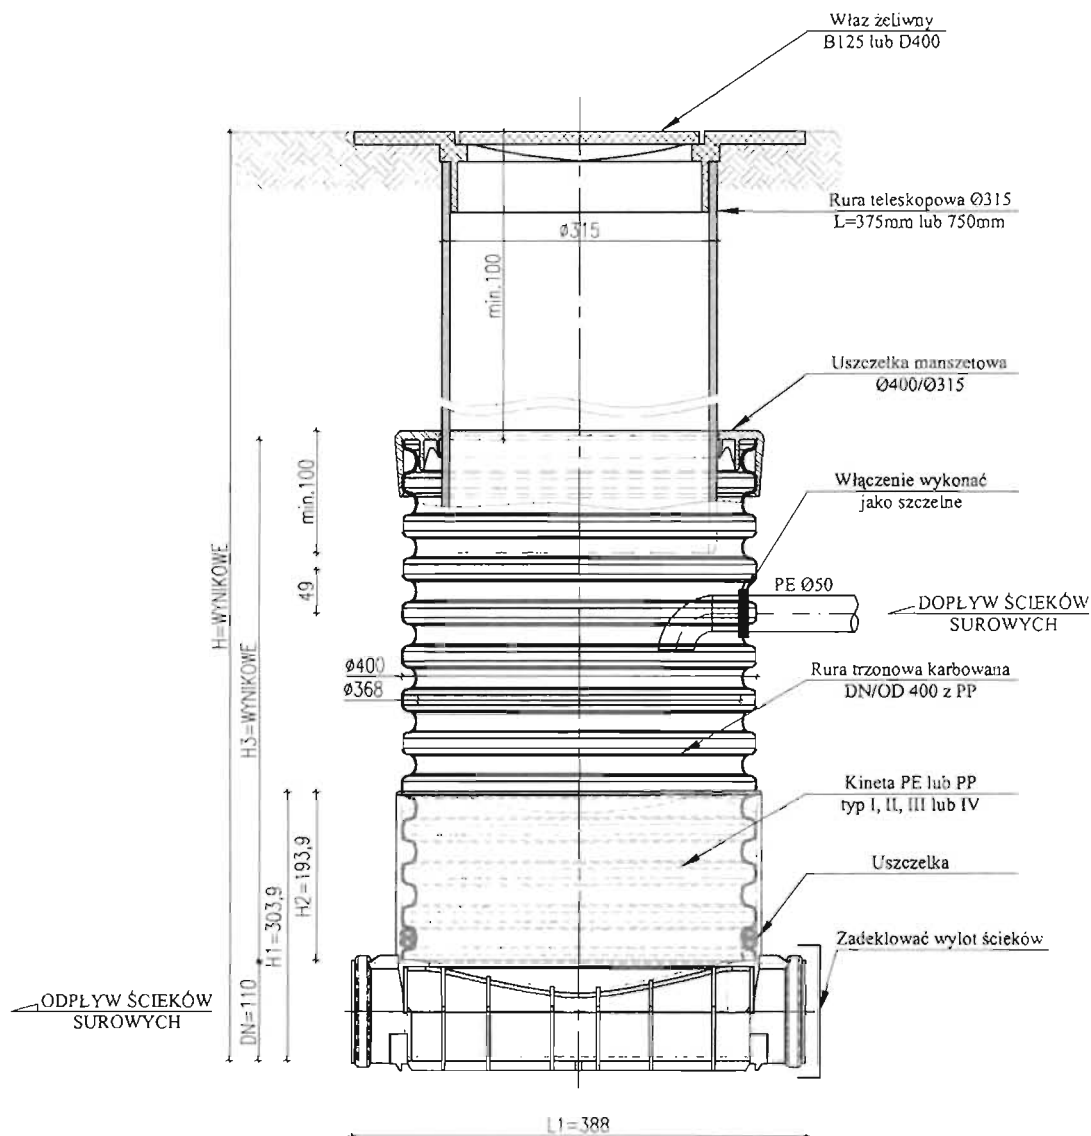 Właz żeliwny
B125 lub D400
Rura teleskopowa Ø315
L=375mm lub 750mm
Ø315
min.100
Uszczelka manszetowa
Ø400/Ø315
Włączenie wykonać
jako szczelne
min.100
49
H=WYNIKOWE
H3=WYNIKOWE
PE Ø50
DOPŁYW ŚCIEKÓW
SUROWYCH
Ø400
Ø368
Rura trzonowa karbowana
DN/OD 400 z PP
Kineta PE lub PP
typ I, II, III lub IV
Uszczelka
H2=193,9
H1=303,9
Zadeklować wylot ścieków
DN=110
ODPŁYW ŚCIEKÓW
SUROWYCH
L1=388